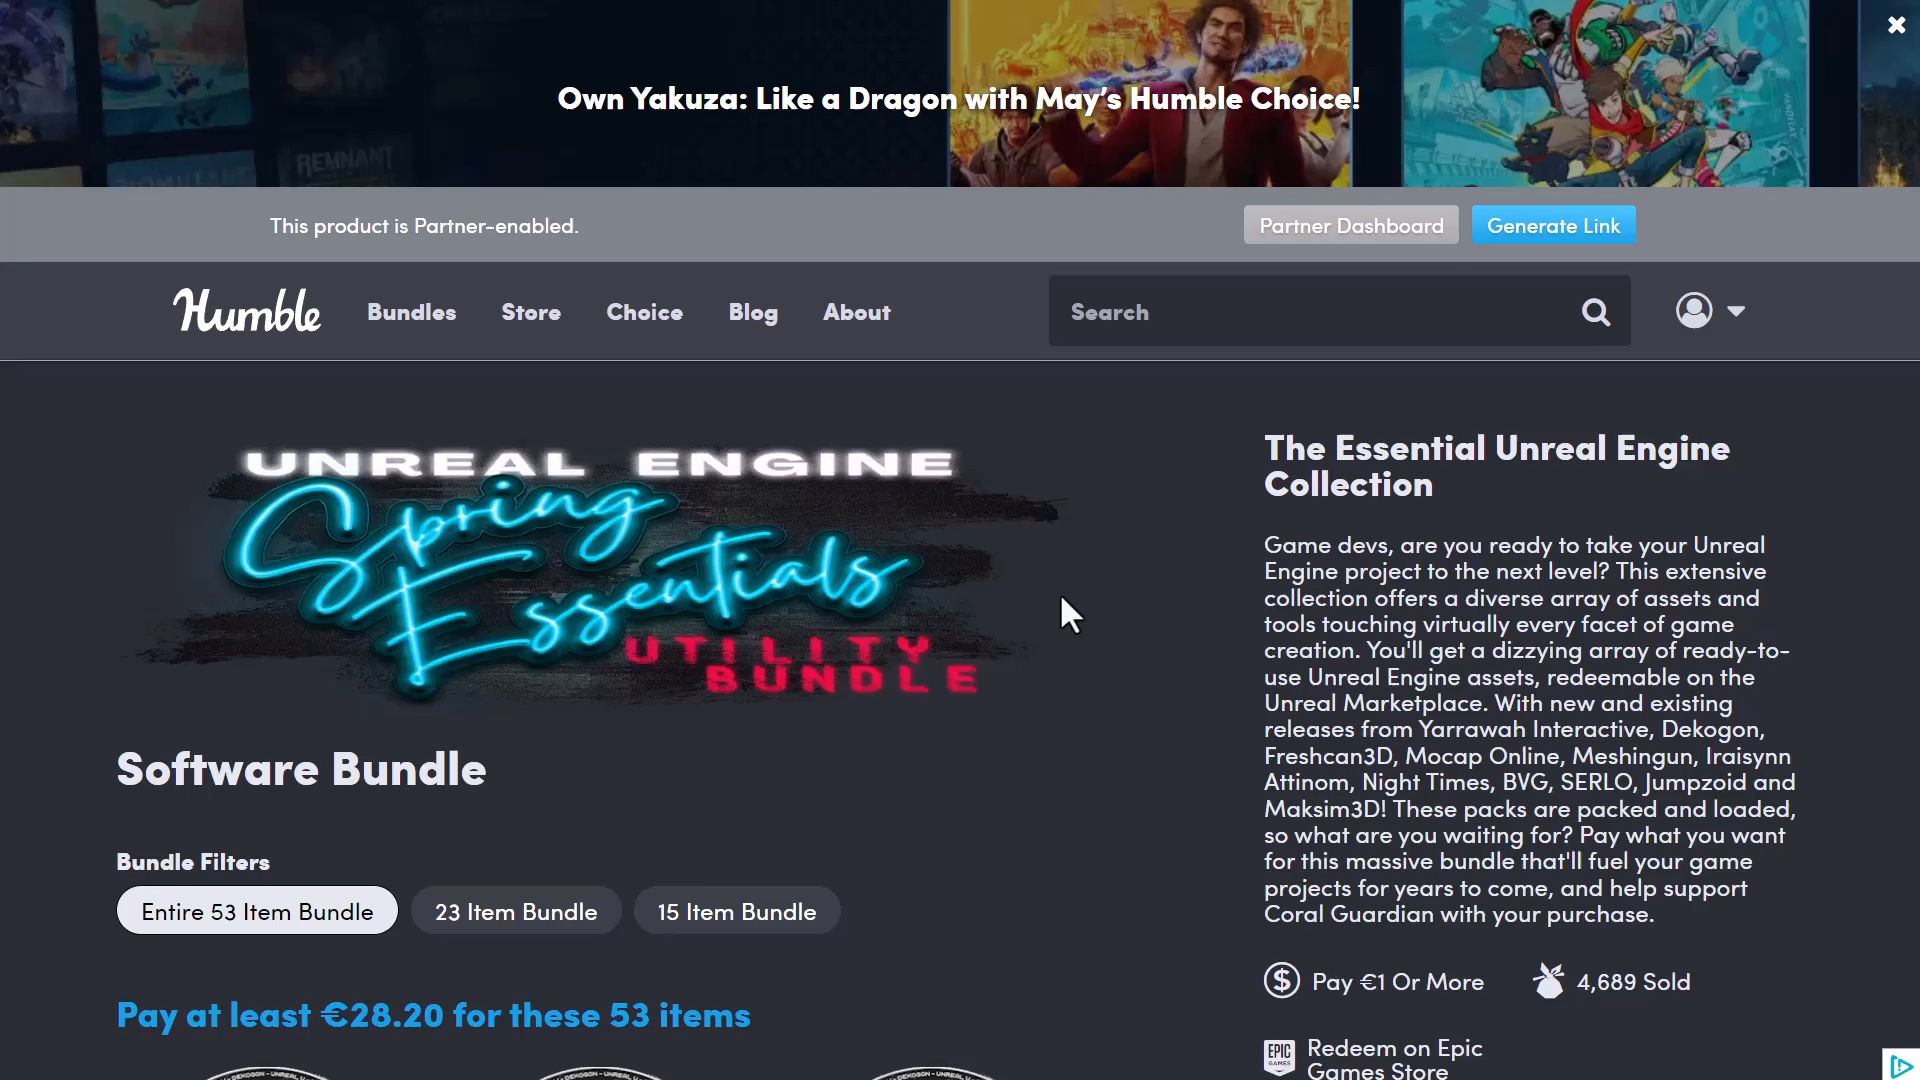 Own Yakuza: Like a Dragon with May's Humble Choice!
REMNANT
This product is Partner-enabled.
Partner Dashboard
Generate Link
Humble
Bundles
Store
Choice
Blog
About
Search
UNREAL ENGINE
Spring
Essentials
UTILITY
BUNDLE
Software Bundle
Bundle Filters
Entire 53 Item Bundle
23 Item Bundle
15 Item Bundle
Pay at least €28.20 for these 53 items
The Essential Unreal Engine
Collection
Game devs, are you ready to take your Unreal
Engine project to the next level? This extensive
collection offers a diverse array of assets and
tools touching virtually every facet of game
creation. You'll get a dizzying array of ready-to-
use Unreal Engine assets, redeemable on the
Unreal Marketplace. With new and existing
releases from Yarrawah Interactive, Dekogon,
Freshcan3D, Mocap Online, Meshingun, Iraisynn
Attinom, Night Times, BVG, SERLO, Jumpzoid and
Maksim3D! These packs are packed and loaded,
so what are you waiting for? Pay what you want
for this massive bundle that'll fuel your game
projects for years to come, and help support
Coral Guardian with your purchase.
$ Pay €1 Or More
4,689 Sold
EPIC
GAMES
Redeem on Epic
Games Store